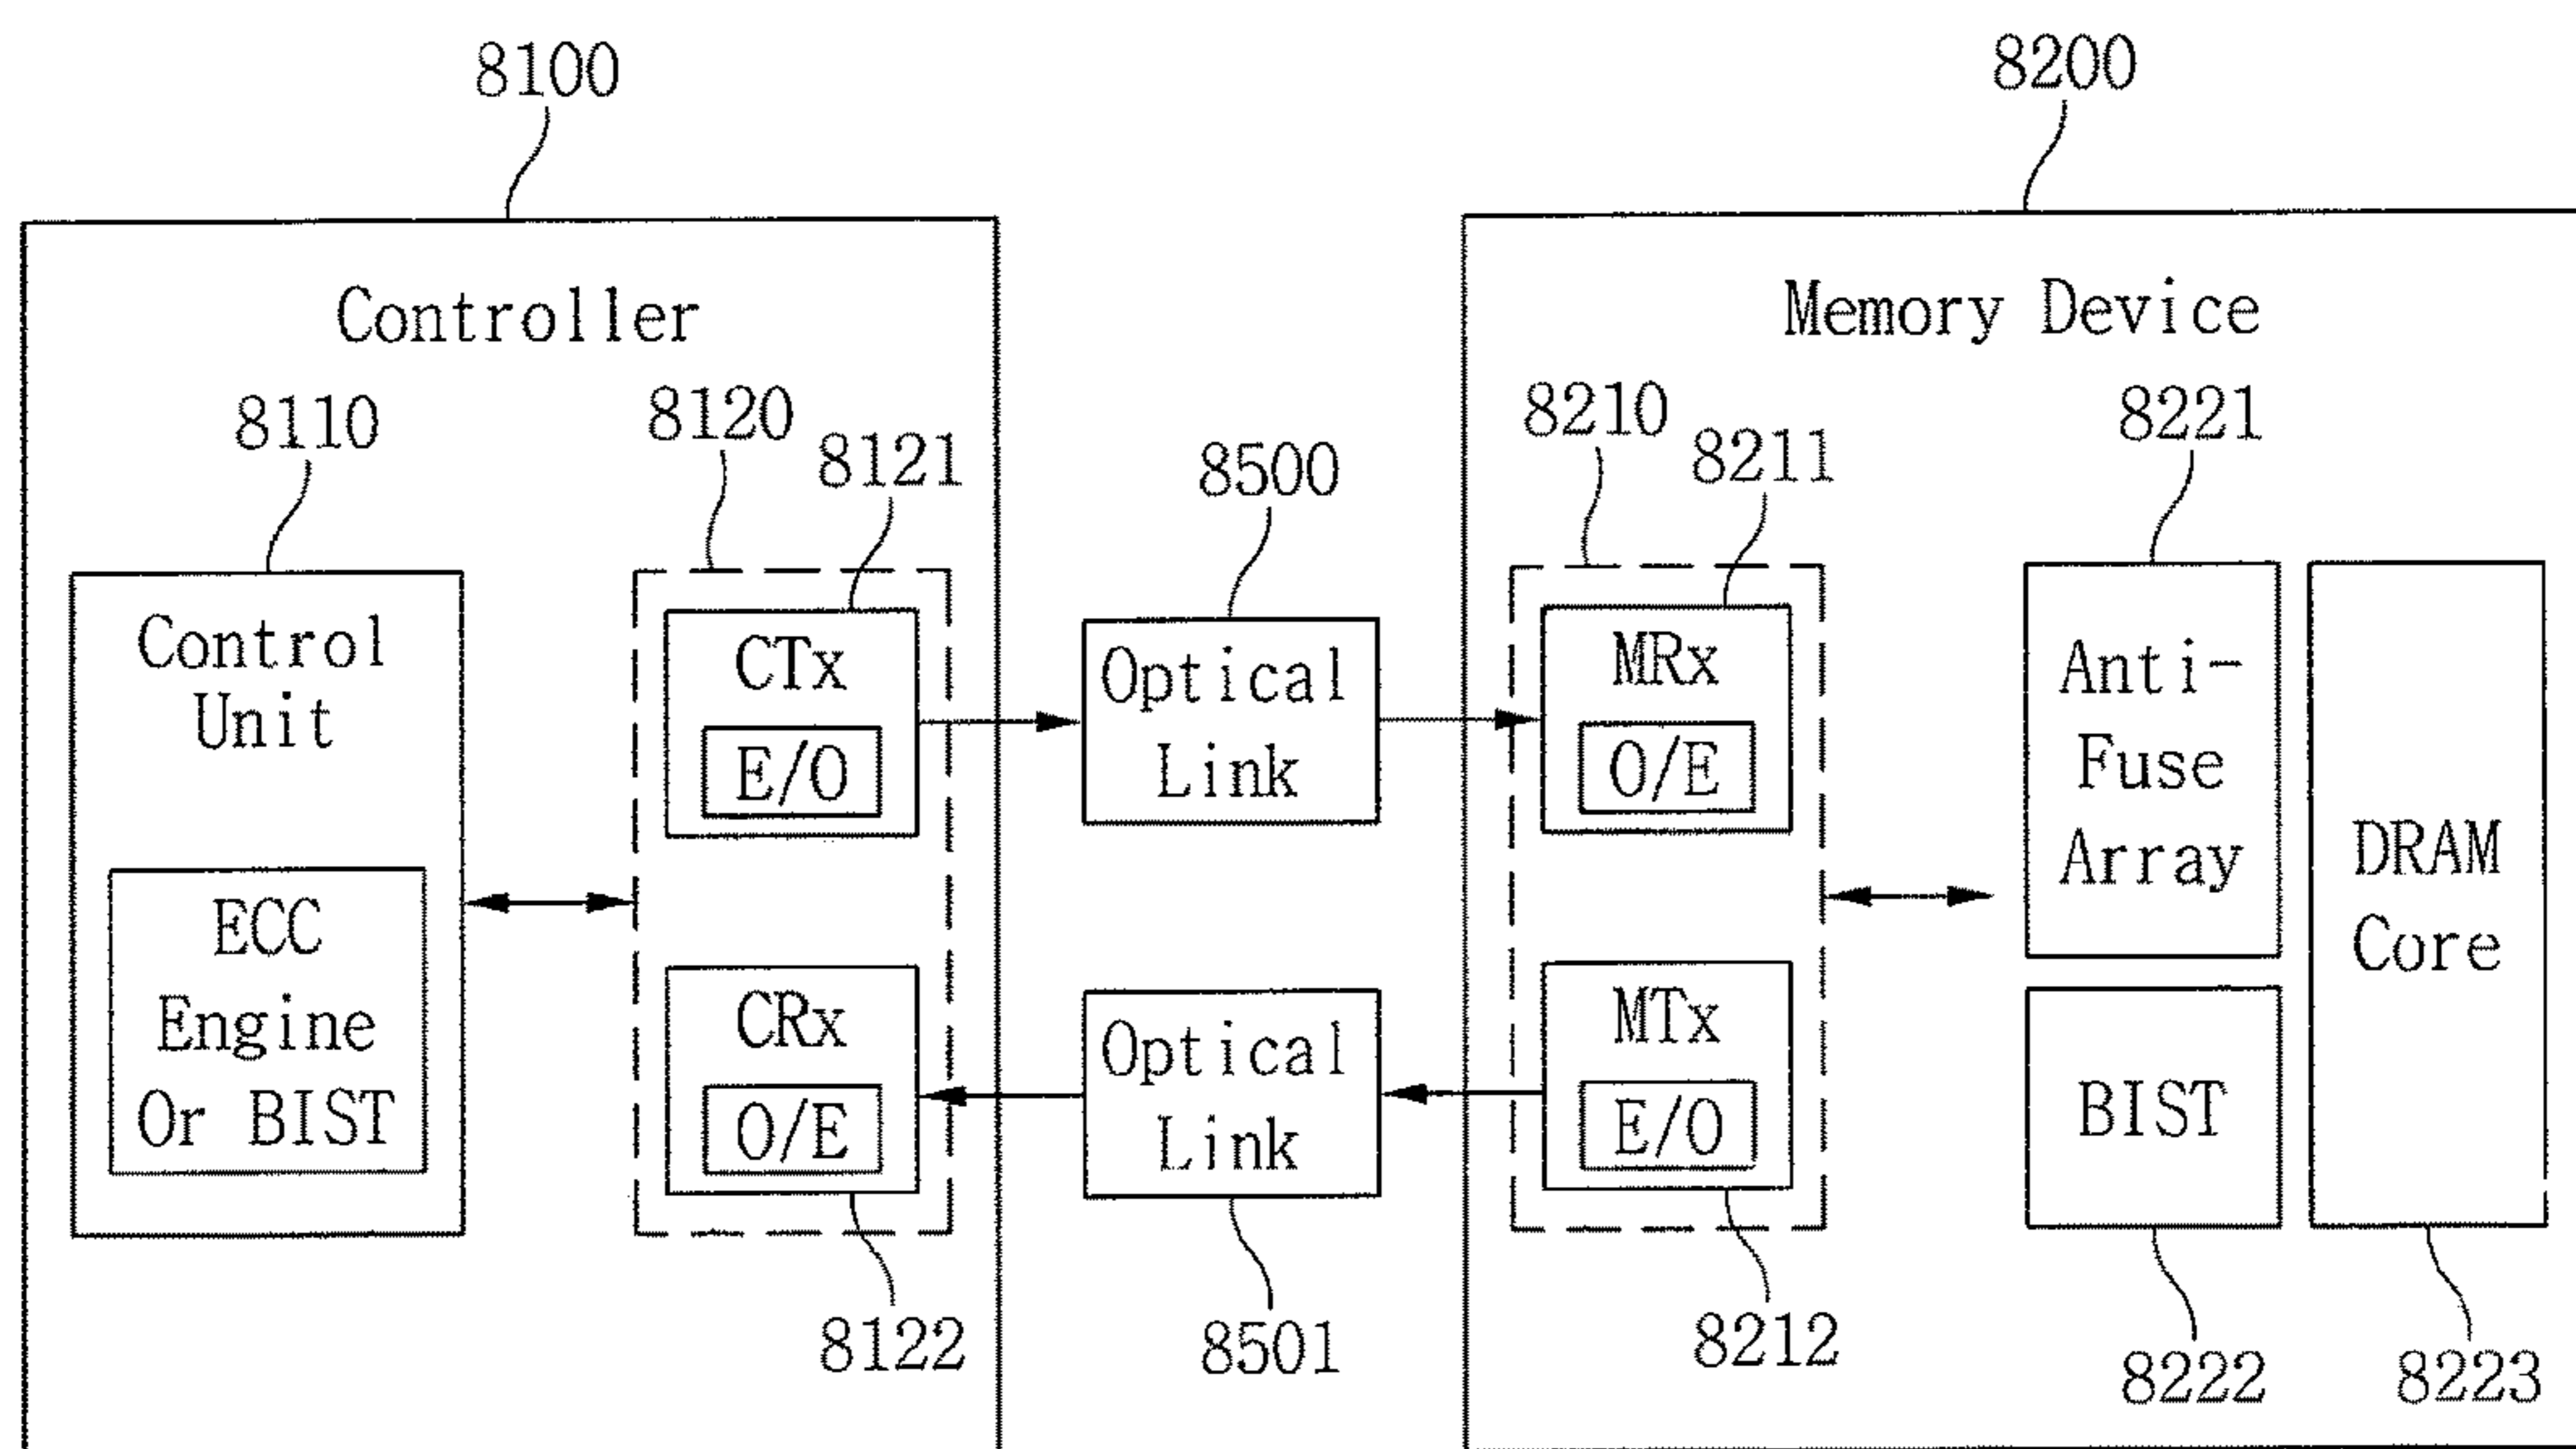 8100
8200
Controller
Memory Device
8110
8120
8121
8500
8210
8211
8221
Control
Unit
ECC
Engine
Or BIST
CTx
E/O
CRx
O/E
Optical
Link
Optical
Link
MRx
O/E
MTx
E/O
Anti-
Fuse
Array
BIST
DRAM
Core
8122
8501
8212
8222
8223